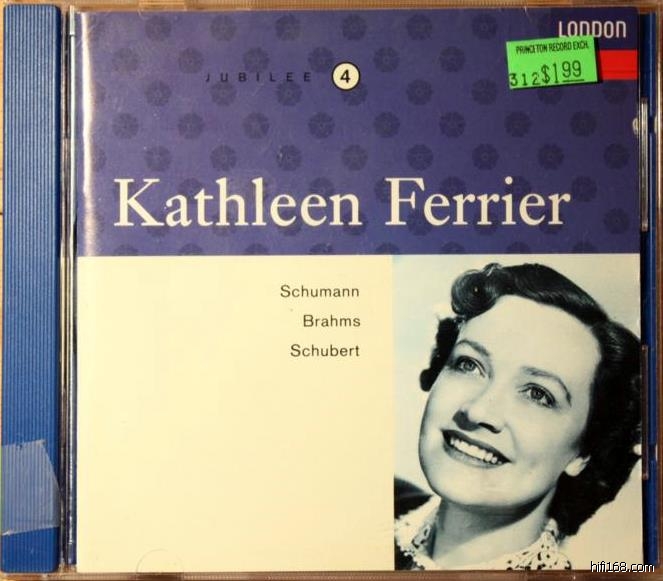 LONDON
PRINCETON RECORD EXCH.
312$1.99
JUBILEE 4
Kathleen Ferrier
Schumann
Brahms
Schubert
hifi168.com